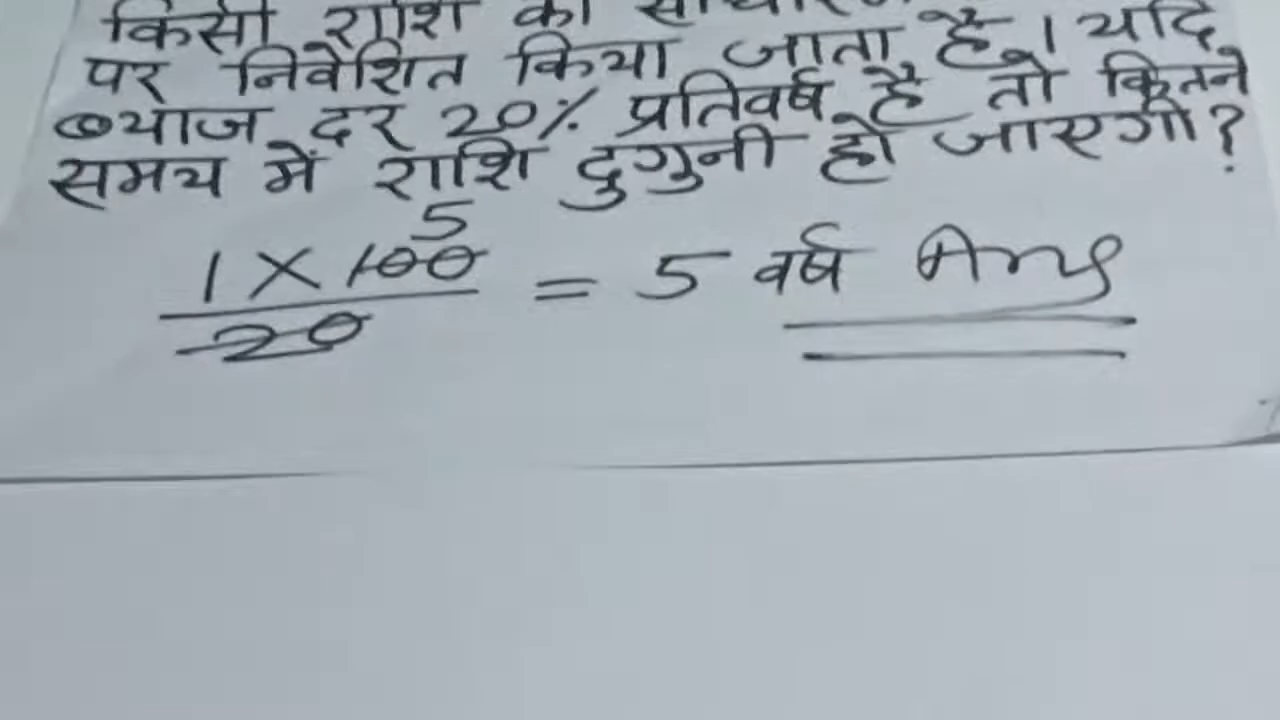 किसी राशि को
पर निवेशित किया जाता है। यदि
ब्याज दर 20% प्रतिवर्ष है तो कितने
समय में राशि दुगुनी हो जाएगी?
5
1 × 100
20
= 5 वर्ष Ans